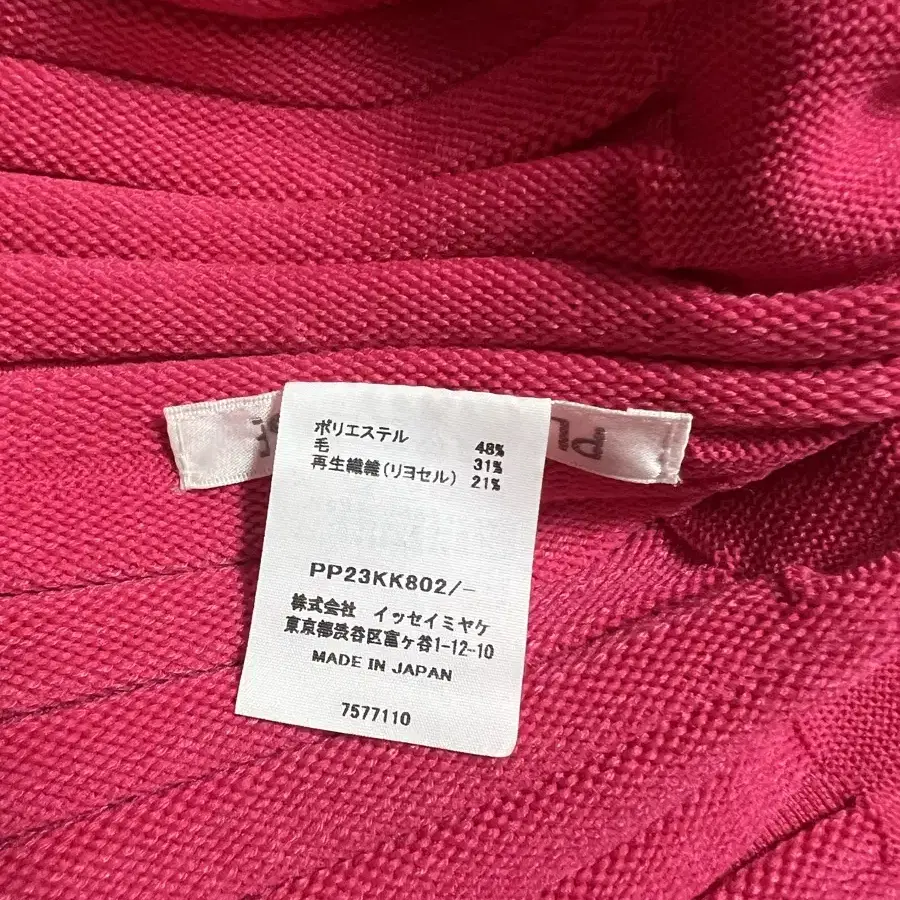 ポリエステル 48%
毛 31%
再生繊維(リヨセル) 21%
PP23KK802/-
株式会社 イッセイミヤケ
東京都渋谷区富ヶ谷1-12-10
MADE IN JAPAN
7577110